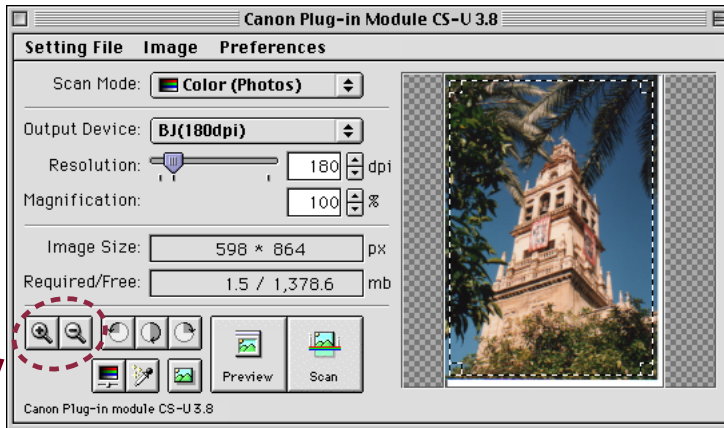 Canon Plug-in Module CS-U 3.8
Setting File Image Preferences
Scan Mode: Color (Photos)
Output Device: BJ(180dpi)
Resolution: 180 dpi
Magnification: 100 %
Image Size: 598 * 864 px
Required/Free: 1.5 / 1,378.6 mb
Preview Scan
Canon Plug-in module CS-U 3.8